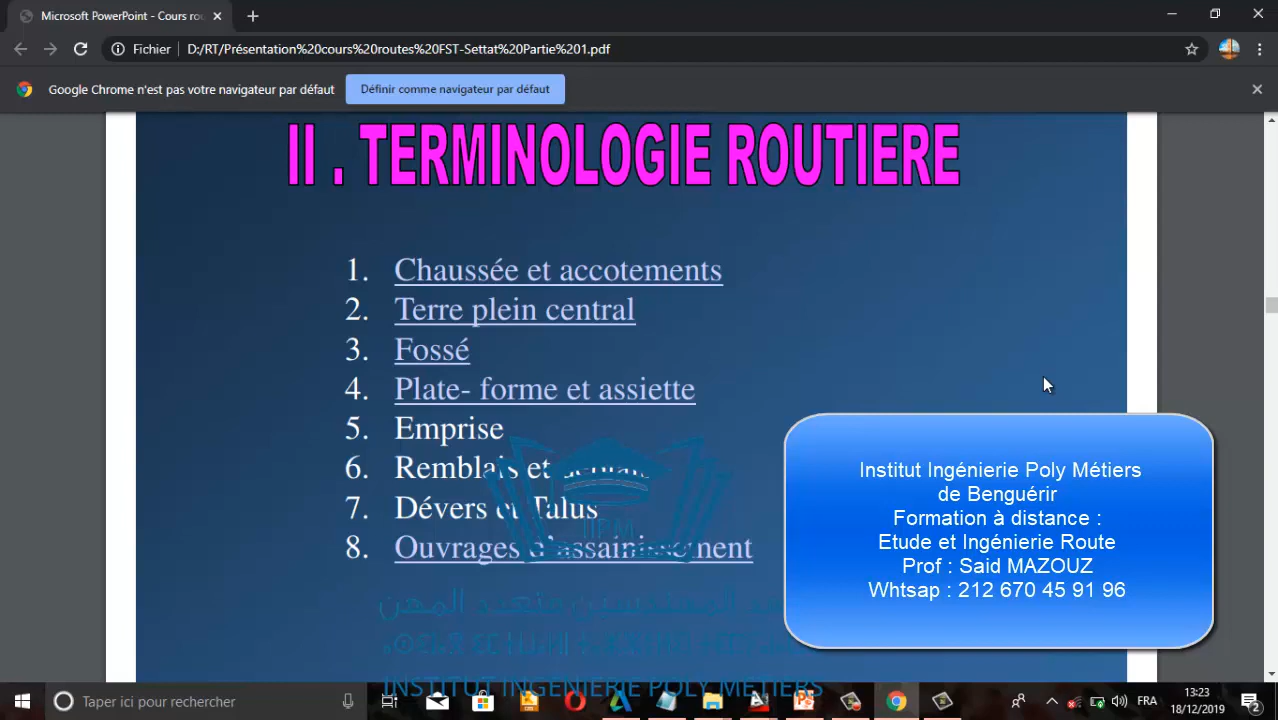 Microsoft PowerPoint - Cours rou
Fichier D:/RT/Présentation%20cours%20routes%20FST-Settat%20Partie%201.pdf
Google Chrome n'est pas votre navigateur par défaut Définir comme navigateur par défaut
II . TERMINOLOGIE ROUTIERE
1. Chaussée et accotements
2. Terre plein central
3. Fossé
4. Plate- forme et assiette
5. Emprise
6. Remblais et déblais
7. Dévers et Talus
8. Ouvrages d'assainissement
IIPM
INSTITUT INGENIERIE POLY METIERS
Institut Ingénierie Poly Métiers
de Benguérir
Formation à distance :
Etude et Ingénierie Route
Prof : Said MAZOUZ
Whtsap : 212 670 45 91 96
Taper ici pour rechercher
FRA
13:23
18/12/2019
2